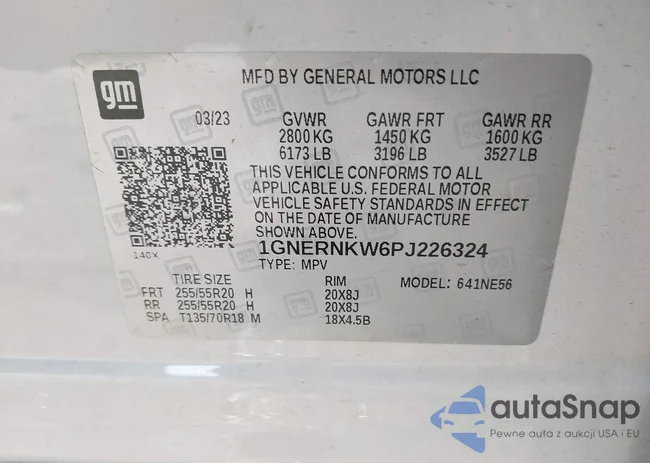 gm
MFD BY GENERAL MOTORS LLC
03/23 GVWR GAWR FRT GAWR RR
2800 KG 1450 KG 1600 KG
6173 LB 3196 LB 3527 LB
THIS VEHICLE CONFORMS TO ALL
APPLICABLE U.S. FEDERAL MOTOR
VEHICLE SAFETY STANDARDS IN EFFECT
ON THE DATE OF MANUFACTURE
SHOWN ABOVE.
140X
1GNERNKW6PJ226324
TYPE: MPV
TIRE SIZE RIM MODEL: 641NE56
FRT 255/55R20 H 20X8J
RR 255/55R20 H 20X8J
SPA T135/70R18 M 18X4.5B
autoSnap
Pewne auta z aukcji USA i EU